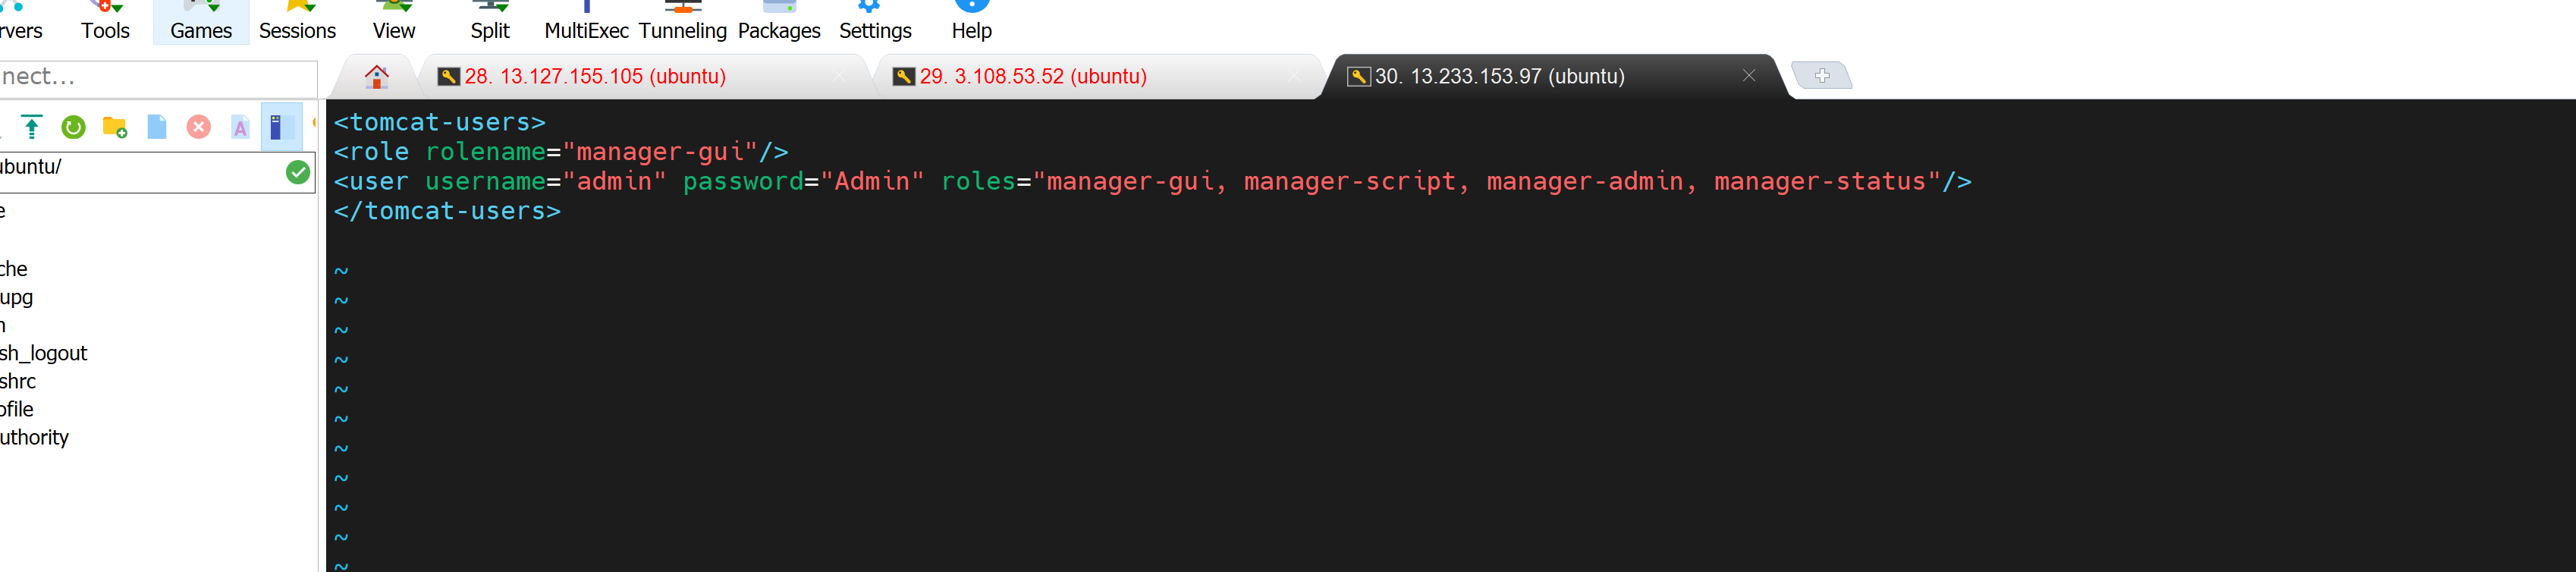 rvers Tools Games Sessions View Split MultiExec Tunneling Packages Settings Help
nect...
28. 13.127.155.105 (ubuntu) 29. 3.108.53.52 (ubuntu) 30. 13.233.153.97 (ubuntu)
ubuntu/
e
che
upg
sh_logout
shrc
ofile
uthority
<tomcat-users>
<role rolename="manager-gui"/>
<user username="admin" password="Admin" roles="manager-gui, manager-script, manager-admin, manager-status"/>
</tomcat-users>
~
~
~
~
~
~
~
~
~
~
~